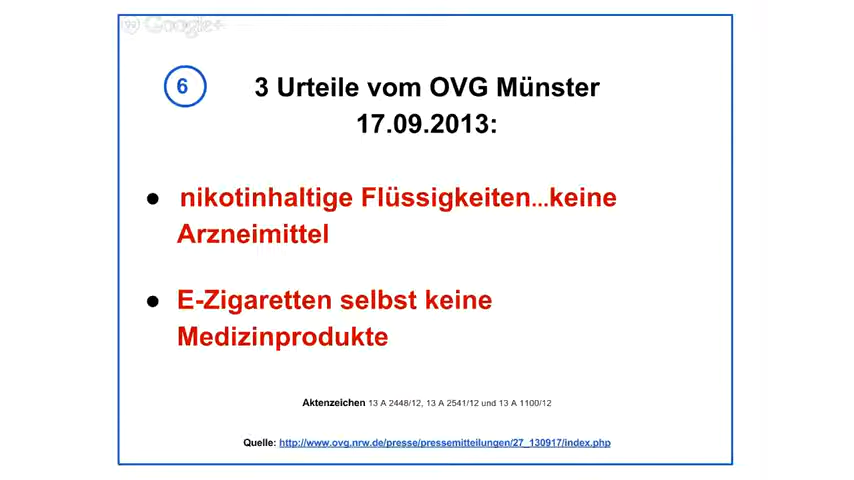 Google+
6
3 Urteile vom OVG Münster
17.09.2013:
● nikotinhaltige Flüssigkeiten...keine
Arzneimittel
● E-Zigaretten selbst keine
Medizinprodukte
Aktenzeichen 13 A 2448/12, 13 A 2541/12 und 13 A 1100/12
Quelle: http://www.ovg.nrw.de/presse/pressemitteilungen/27_130917/index.php